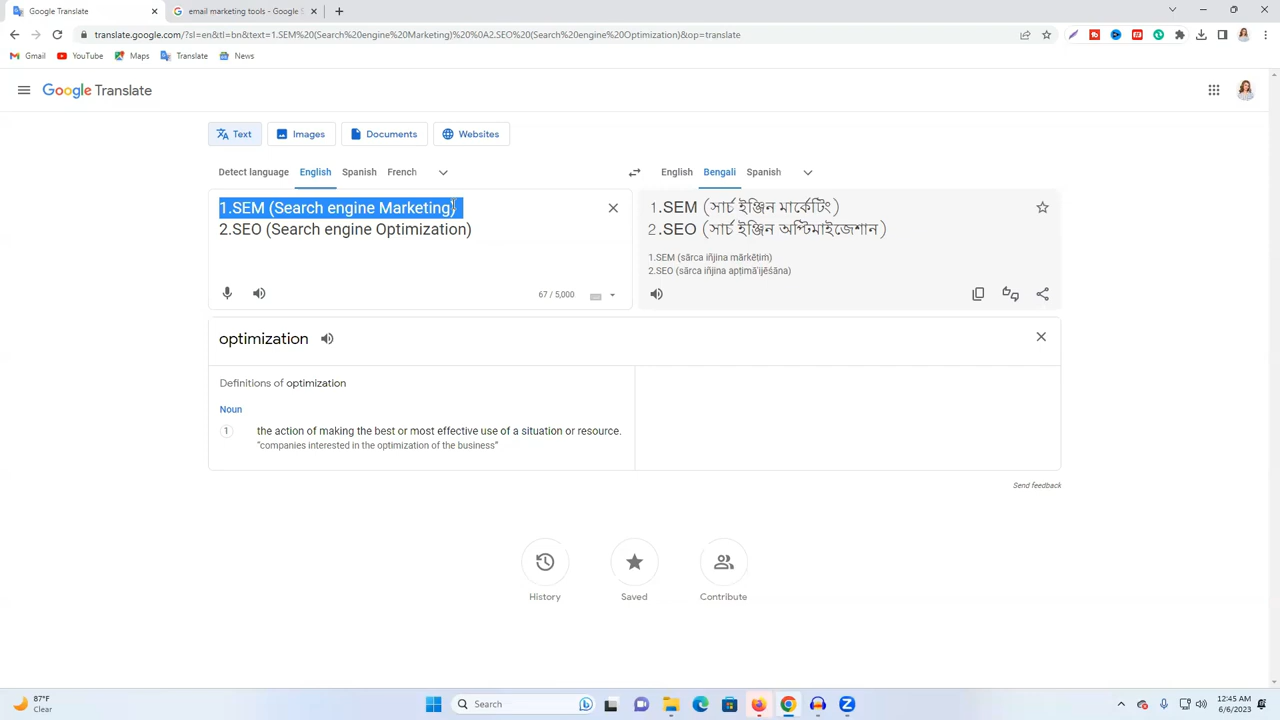 Google Translate
email marketing tools - Google S
translate.google.com/?sl=en&tl=bn&text=1.SEM%20(Search%20engine%20Marketing)%20%0A2.SEO%20(Search%20engine%20Optimization)&op=translate
Gmail YouTube Maps Translate News
Google Translate
Text Images Documents Websites
Detect language English Spanish French
English Bengali Spanish
1.SEM (Search engine Marketing)
2.SEO (Search engine Optimization)
1.SEM (সার্চ ইঞ্জিন মার্কেটিং)
2.SEO (সার্চ ইঞ্জিন অপ্টিমাইজেশান)
1.SEM (sārca iñjina mārkēṭiṁ)
2.SEO (sārca iñjina apṭimā'ijēśāna)
67 / 5,000
optimization
Definitions of optimization
Noun
1 the action of making the best or most effective use of a situation or resource.
"companies interested in the optimization of the business"
Send feedback
History Saved Contribute
87°F
Clear
Search
12:45 AM
6/6/2023